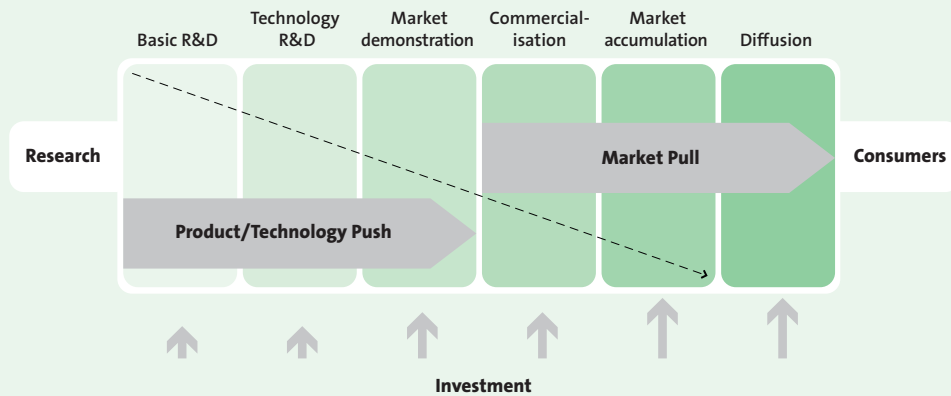 Basic R&D
Technology
R&D
Market
demonstration
Commercial-
isation
Market
accumulation
Diffusion
Research
Market Pull
Consumers
Product/Technology Push
Investment